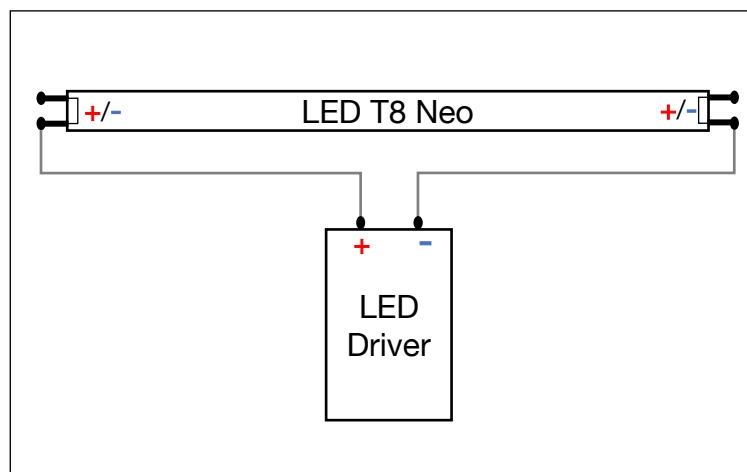 +/- LED T8 Neo +/-
+ -
LED
Driver